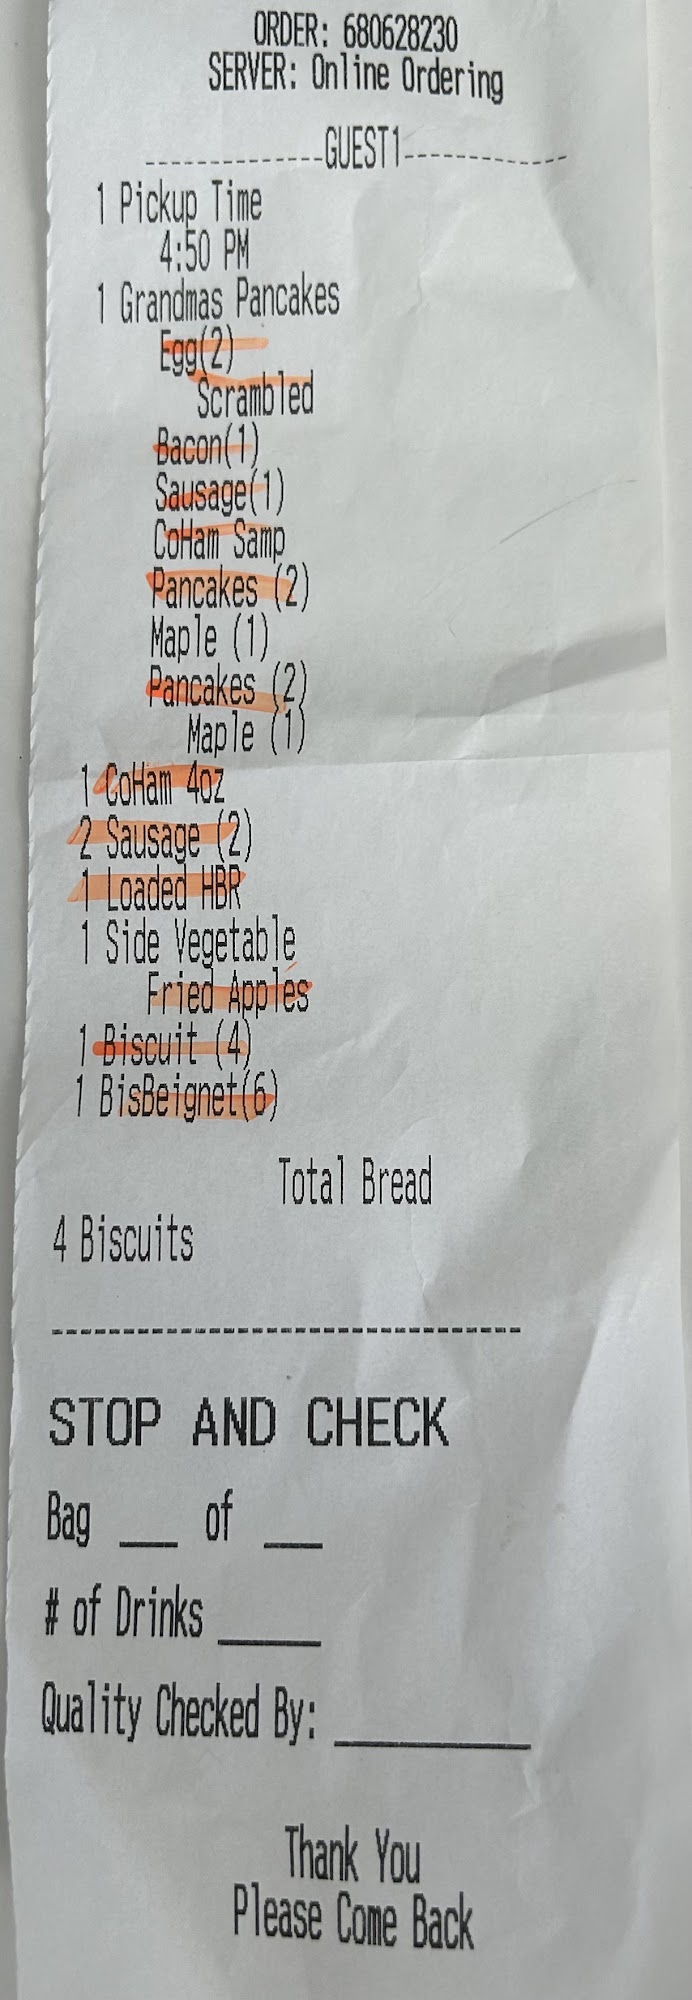 ORDER: 680628230
SERVER: Online Ordering
-------------GUEST1------------
1 Pickup Time
4:50 PM
1 Grandmas Pancakes
Egg(2)
Scrambled
Bacon(1)
Sausage(1)
CoHam Samp
Pancakes (2)
Maple (1)
Pancakes (2)
Maple (1)
1 CoHam 4oz
2 Sausage (2)
1 Loaded HBR
1 Side Vegetable
Fried Apples
1 Biscuit (4)
1 BisBeignet(6)
Total Bread
4 Biscuits
---------------------------------
STOP AND CHECK
Bag ___ of ___
# of Drinks _____
Quality Checked By: __________
Thank You
Please Come Back